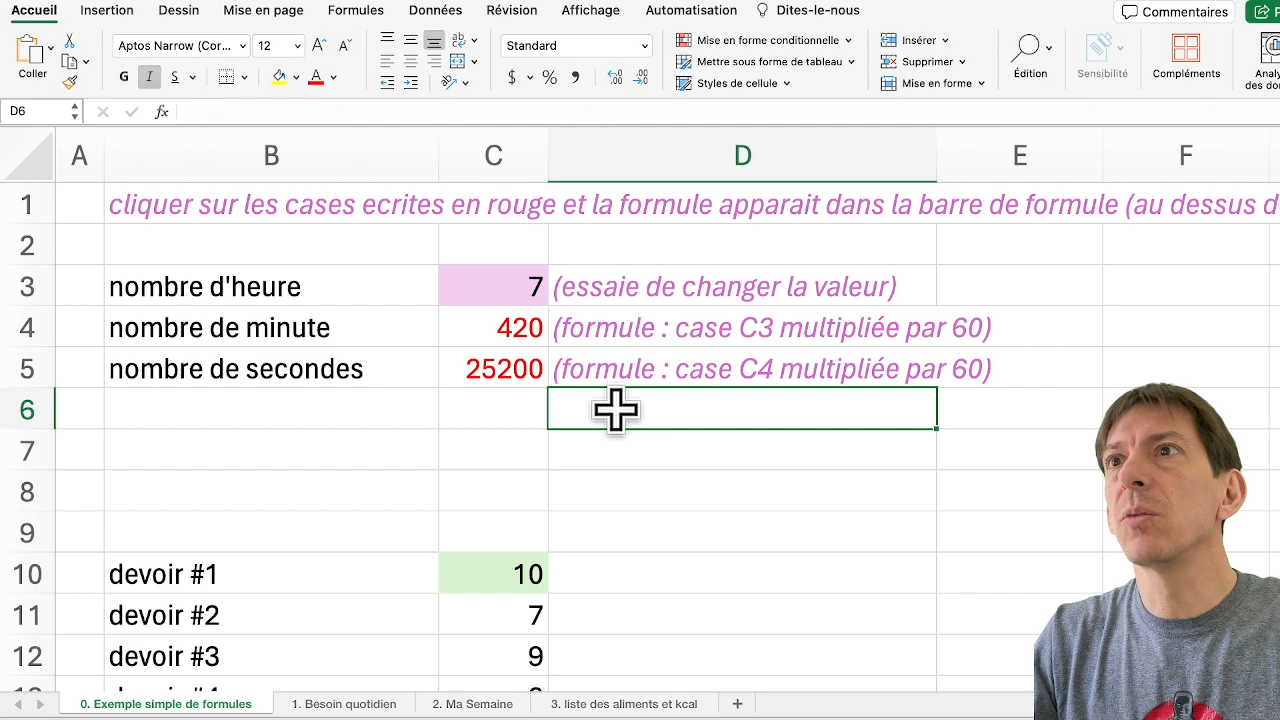 Accueil Insertion Dessin Mise en page Formules Données Révision Affichage Automatisation Dites-le-nous Commentaires
Coller
Aptos Narrow (Cor... 12
G I S
Standard
$ %
Mise en forme conditionnelle
Mettre sous forme de tableau
Styles de cellule
Insérer
Supprimer
Mise en forme
Édition
Sensibilité
Compléments
Analy
des don
D6 fx
A B C D E F
1 cliquer sur les cases ecrites en rouge et la formule apparait dans la barre de formule (au dessus d
2
3 nombre d'heure 7 (essaie de changer la valeur)
4 nombre de minute 420 (formule : case C3 multipliée par 60)
5 nombre de secondes 25200 (formule : case C4 multipliée par 60)
6
7
8
9
10 devoir #1 10
11 devoir #2 7
12 devoir #3 9
0. Exemple simple de formules 1. Besoin quotidien 2. Ma Semaine 3. liste des aliments et kcal +